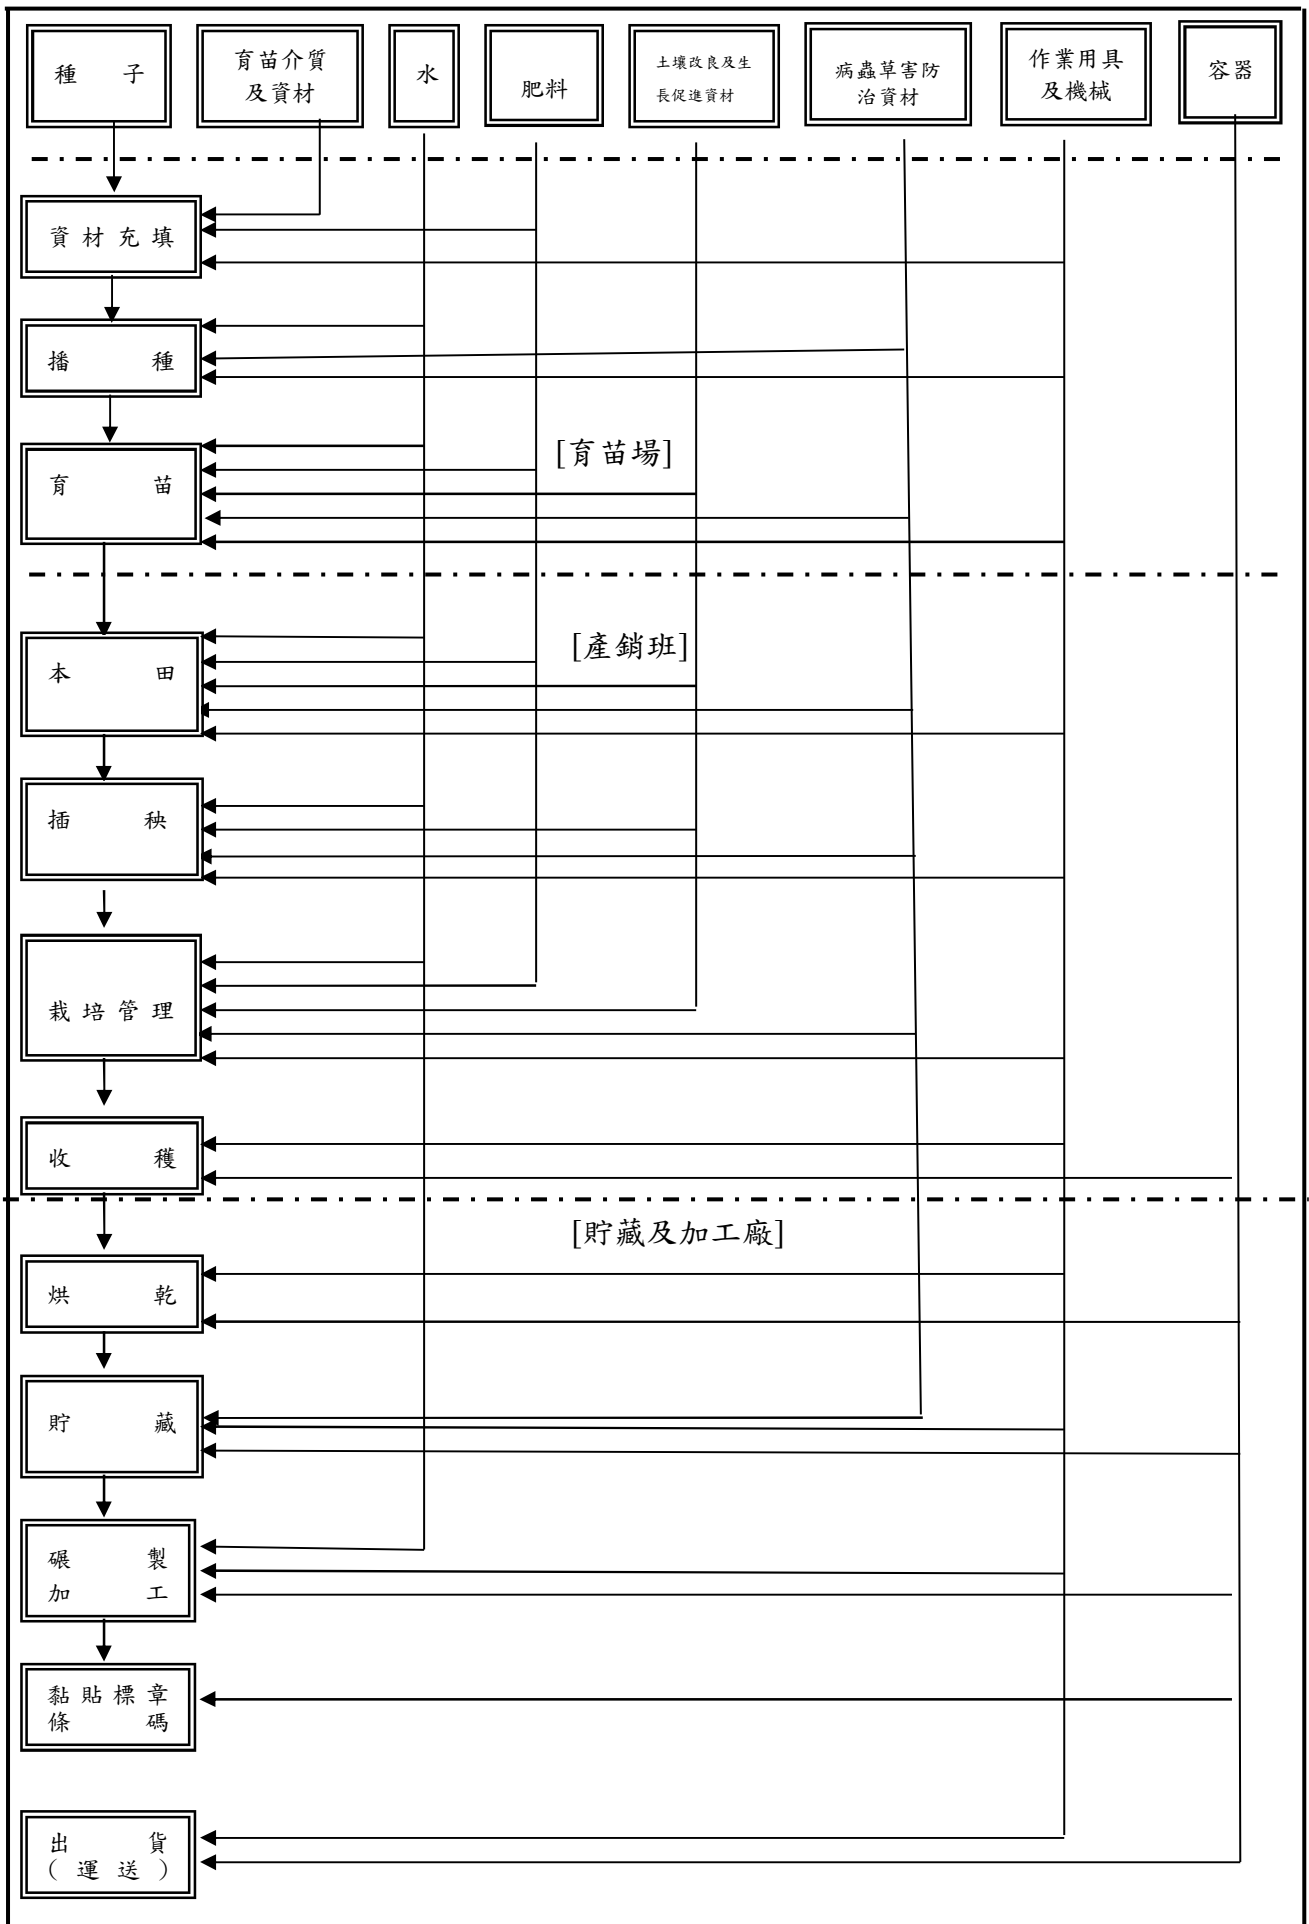 種 子
育苗介質
及資材
水
肥料
土壤改良及生
長促進資材
病蟲草害防
治資材
作業用具
及機械
容器
資材充填
播 種
[育苗場]
育 苗
[產銷班]
本 田
插 秧
栽培管理
收 穫
[貯藏及加工廠]
烘 乾
貯 藏
碾 製
加 工
黏貼標章
條 碼
出 貨
(運送)